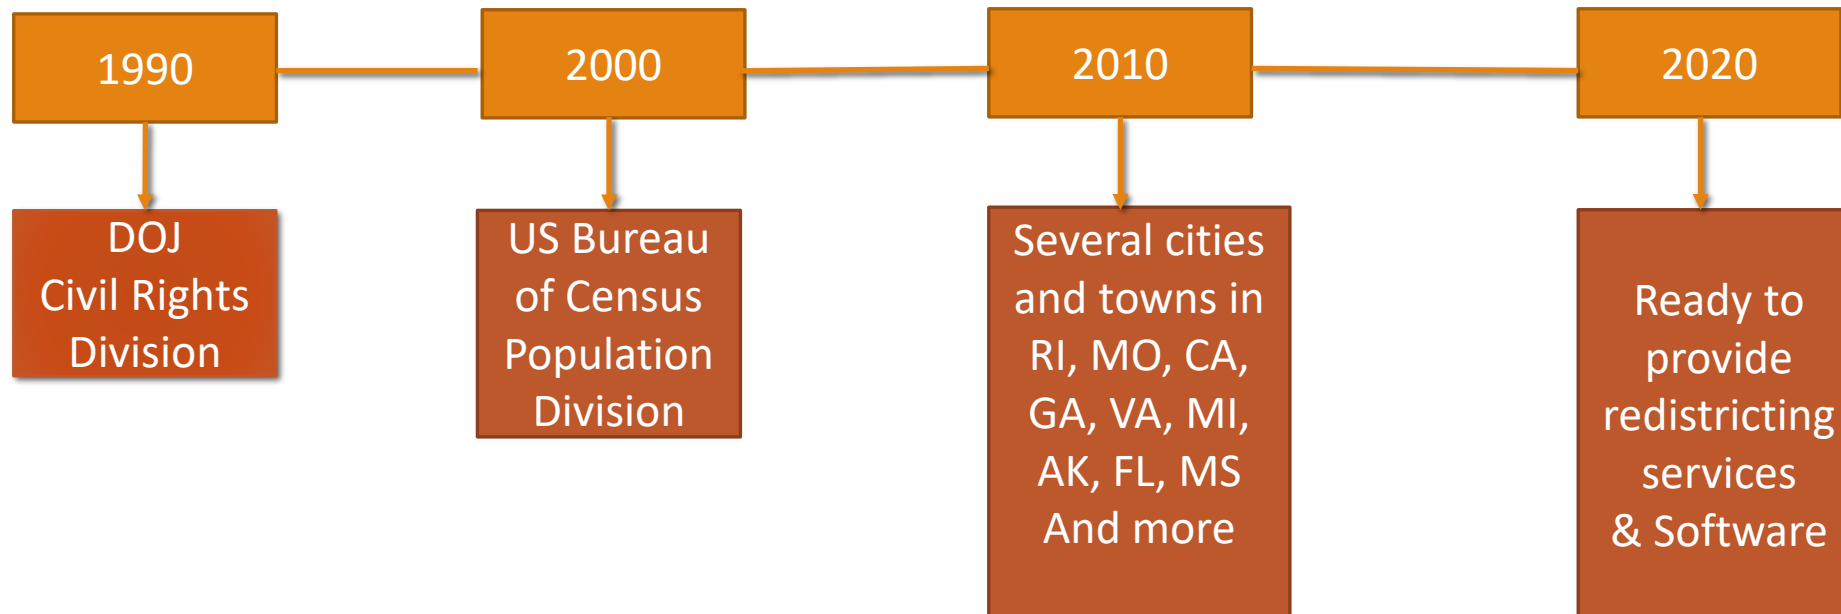 1990
2000
2010
2020
DOJ
Civil Rights
Division
US Bureau
of Census
Population
Division
Several cities
and towns in
RI, MO, CA,
GA, VA, MI,
AK, FL, MS
And more
Ready to
provide
redistricting
services
& Software